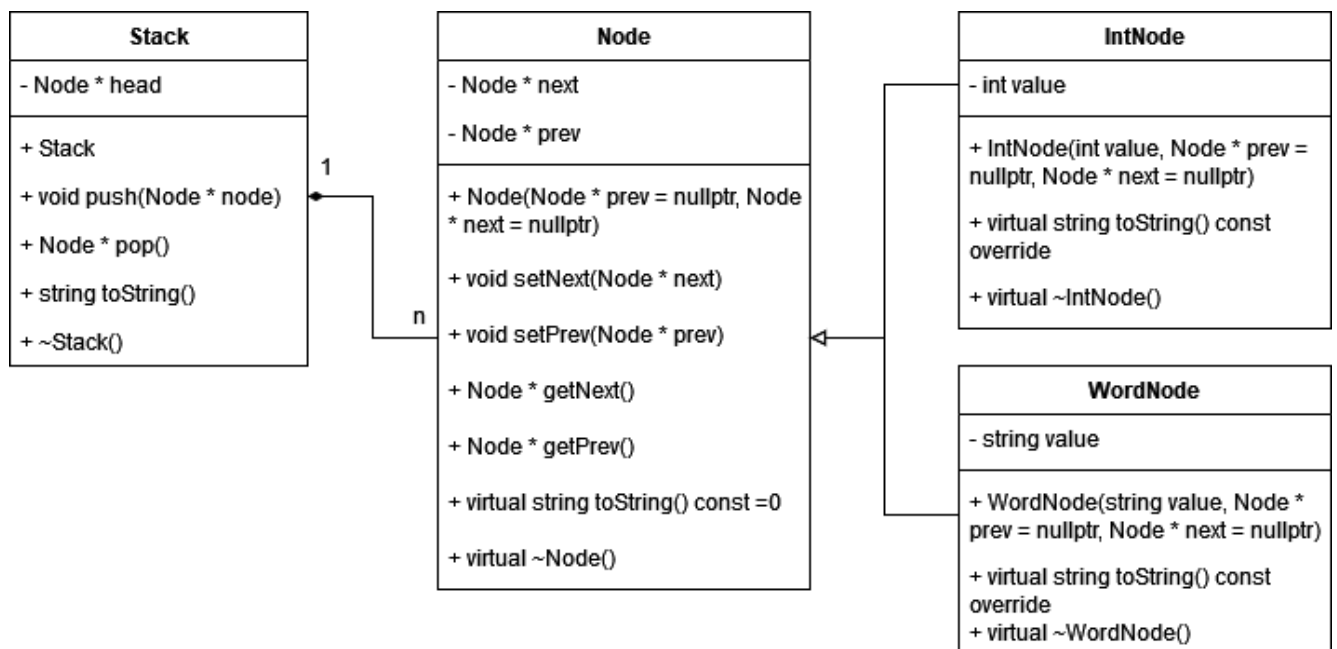 Stack
- Node * head
+ Stack
+ void push(Node * node)
+ Node * pop()
+ string toString()
+ ~Stack()
1
n
Node
- Node * next
- Node * prev
+ Node(Node * prev = nullptr, Node
* next = nullptr)
+ void setNext(Node * next)
+ void setPrev(Node * prev)
+ Node * getNext()
+ Node * getPrev()
+ virtual string toString() const =0
+ virtual ~Node()
IntNode
- int value
+ IntNode(int value, Node * prev =
nullptr, Node * next = nullptr)
+ virtual string toString() const
override
+ virtual ~IntNode()
WordNode
- string value
+ WordNode(string value, Node *
prev = nullptr, Node * next = nullptr)
+ virtual string toString() const
override
+ virtual ~WordNode()